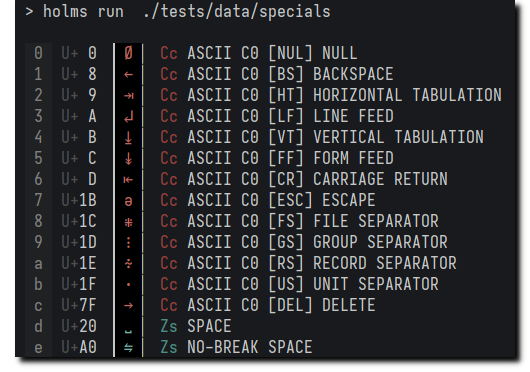 > holms run ./tests/data/specials
0 U+ 0 Ø Cc ASCII C0 [NUL] NULL
1 U+ 8 ← Cc ASCII C0 [BS] BACKSPACE
2 U+ 9 ⇥ Cc ASCII C0 [HT] HORIZONTAL TABULATION
3 U+ A ↲ Cc ASCII C0 [LF] LINE FEED
4 U+ B ⤓ Cc ASCII C0 [VT] VERTICAL TABULATION
5 U+ C ↡ Cc ASCII C0 [FF] FORM FEED
6 U+ D ⇤ Cc ASCII C0 [CR] CARRIAGE RETURN
7 U+1B Cc ASCII C0 [ESC] ESCAPE
8 U+1C Cc ASCII C0 [FS] FILE SEPARATOR
9 U+1D ⁝ Cc ASCII C0 [GS] GROUP SEPARATOR
a U+1E ÷ Cc ASCII C0 [RS] RECORD SEPARATOR
b U+1F · Cc ASCII C0 [US] UNIT SEPARATOR
c U+7F → Cc ASCII C0 [DEL] DELETE
d U+20 ␣ Zs SPACE
e U+A0 ⇋ Zs NO-BREAK SPACE